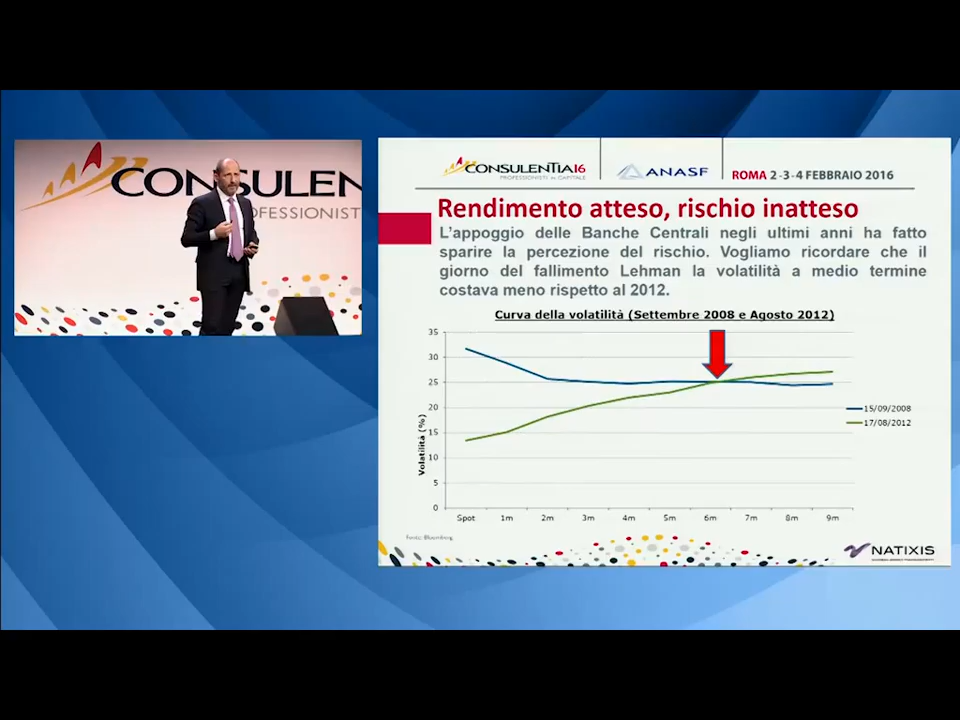 CONSULEN
OFESSIONIST
CONSULENTIA16
PROFESSIONISTI in CAPITALE
ANASF
ROMA 2-3-4 FEBBRAIO 2016
Rendimento atteso, rischio inatteso
L'appoggio delle Banche Centrali negli ultimi anni ha fatto
sparire la percezione del rischio. Vogliamo ricordare che il
giorno del fallimento Lehman la volatilità a medio termine
costava meno rispetto al 2012.
Curva della volatilità (Settembre 2008 e Agosto 2012)
Volatilità (%)
35
30
25
20
15
10
5
0
Spot 1m 2m 3m 4m 5m 6m 7m 8m 9m
15/09/2008
17/08/2012
Fonte: Bloomberg.
NATIXIS